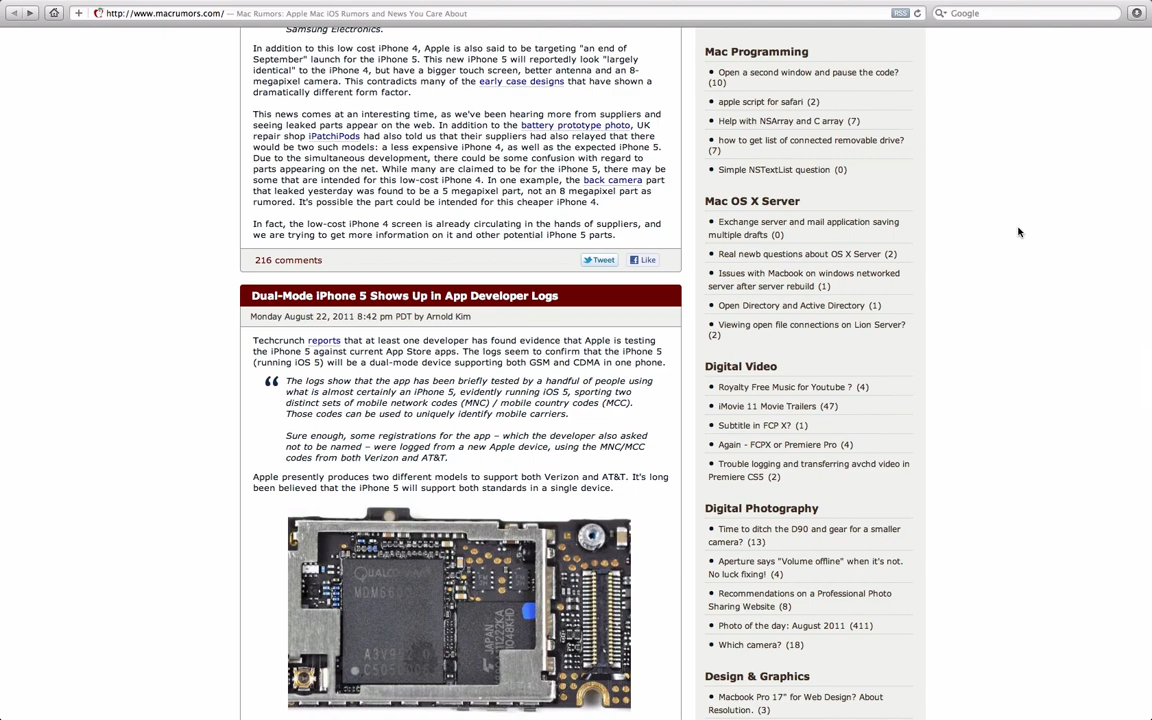 http://www.macrumors.com/ — Mac Rumors: Apple Mac iOS Rumors and News You Care About
RSS
Google
Samsung Electronics.
In addition to this low cost iPhone 4, Apple is also said to be targeting "an end of
September" launch for the iPhone 5. This new iPhone 5 will reportedly look "largely
identical" to the iPhone 4, but have a bigger touch screen, better antenna and an 8-
megapixel camera. This contradicts many of the early case designs that have shown a
dramatically different form factor.
This news comes at an interesting time, as we've been hearing more from suppliers and
seeing leaked parts appear on the web. In addition to the battery prototype photo, UK
repair shop iPatchiPods had also told us that their suppliers had also relayed that there
would be two such models: a less expensive iPhone 4, as well as the expected iPhone 5.
Due to the simultaneous development, there could be some confusion with regard to
parts appearing on the net. While many are claimed to be for the iPhone 5, there may be
some that are intended for this low-cost iPhone 4. In one example, the back camera part
that leaked yesterday was found to be a 5 megapixel part, not an 8 megapixel part as
rumored. It's possible the part could be intended for this cheaper iPhone 4.
In fact, the low-cost iPhone 4 screen is already circulating in the hands of suppliers, and
we are trying to get more information on it and other potential iPhone 5 parts.
216 comments
Tweet
Like
Dual-Mode iPhone 5 Shows Up in App Developer Logs
Monday August 22, 2011 8:42 pm PDT by Arnold Kim
Techcrunch reports that at least one developer has found evidence that Apple is testing
the iPhone 5 against current App Store apps. The logs seem to confirm that the iPhone 5
(running iOS 5) will be a dual-mode device supporting both GSM and CDMA in one phone.
The logs show that the app has been briefly tested by a handful of people using
what is almost certainly an iPhone 5, evidently running iOS 5, sporting two
distinct sets of mobile network codes (MNC) / mobile country codes (MCC).
Those codes can be used to uniquely identify mobile carriers.
Sure enough, some registrations for the app – which the developer also asked
not to be named – were logged from a new Apple device, using the MNC/MCC
codes from both Verizon and AT&T.
Apple presently produces two different models to support both Verizon and AT&T. It's long
been believed that the iPhone 5 will support both standards in a single device.
Mac Programming
Open a second window and pause the code?
(10)
apple script for safari (2)
Help with NSArray and C array (7)
how to get list of connected removable drive?
(7)
Simple NSTextList question (0)
Mac OS X Server
Exchange server and mail application saving
multiple drafts (0)
Real newb questions about OS X Server (2)
Issues with Macbook on windows networked
server after server rebuild (1)
Open Directory and Active Directory (1)
Viewing open file connections on Lion Server?
(2)
Digital Video
Royalty Free Music for Youtube ? (4)
iMovie 11 Movie Trailers (47)
Subtitle in FCP X? (1)
Again - FCPX or Premiere Pro (4)
Trouble logging and transferring avchd video in
Premiere CS5 (2)
Digital Photography
Time to ditch the D90 and gear for a smaller
camera? (13)
Aperture says "Volume offline" when it's not.
No luck fixing! (4)
Recommendations on a Professional Photo
Sharing Website (8)
Photo of the day: August 2011 (411)
Which camera? (18)
Design & Graphics
Macbook Pro 17" for Web Design? About
Resolution. (3)